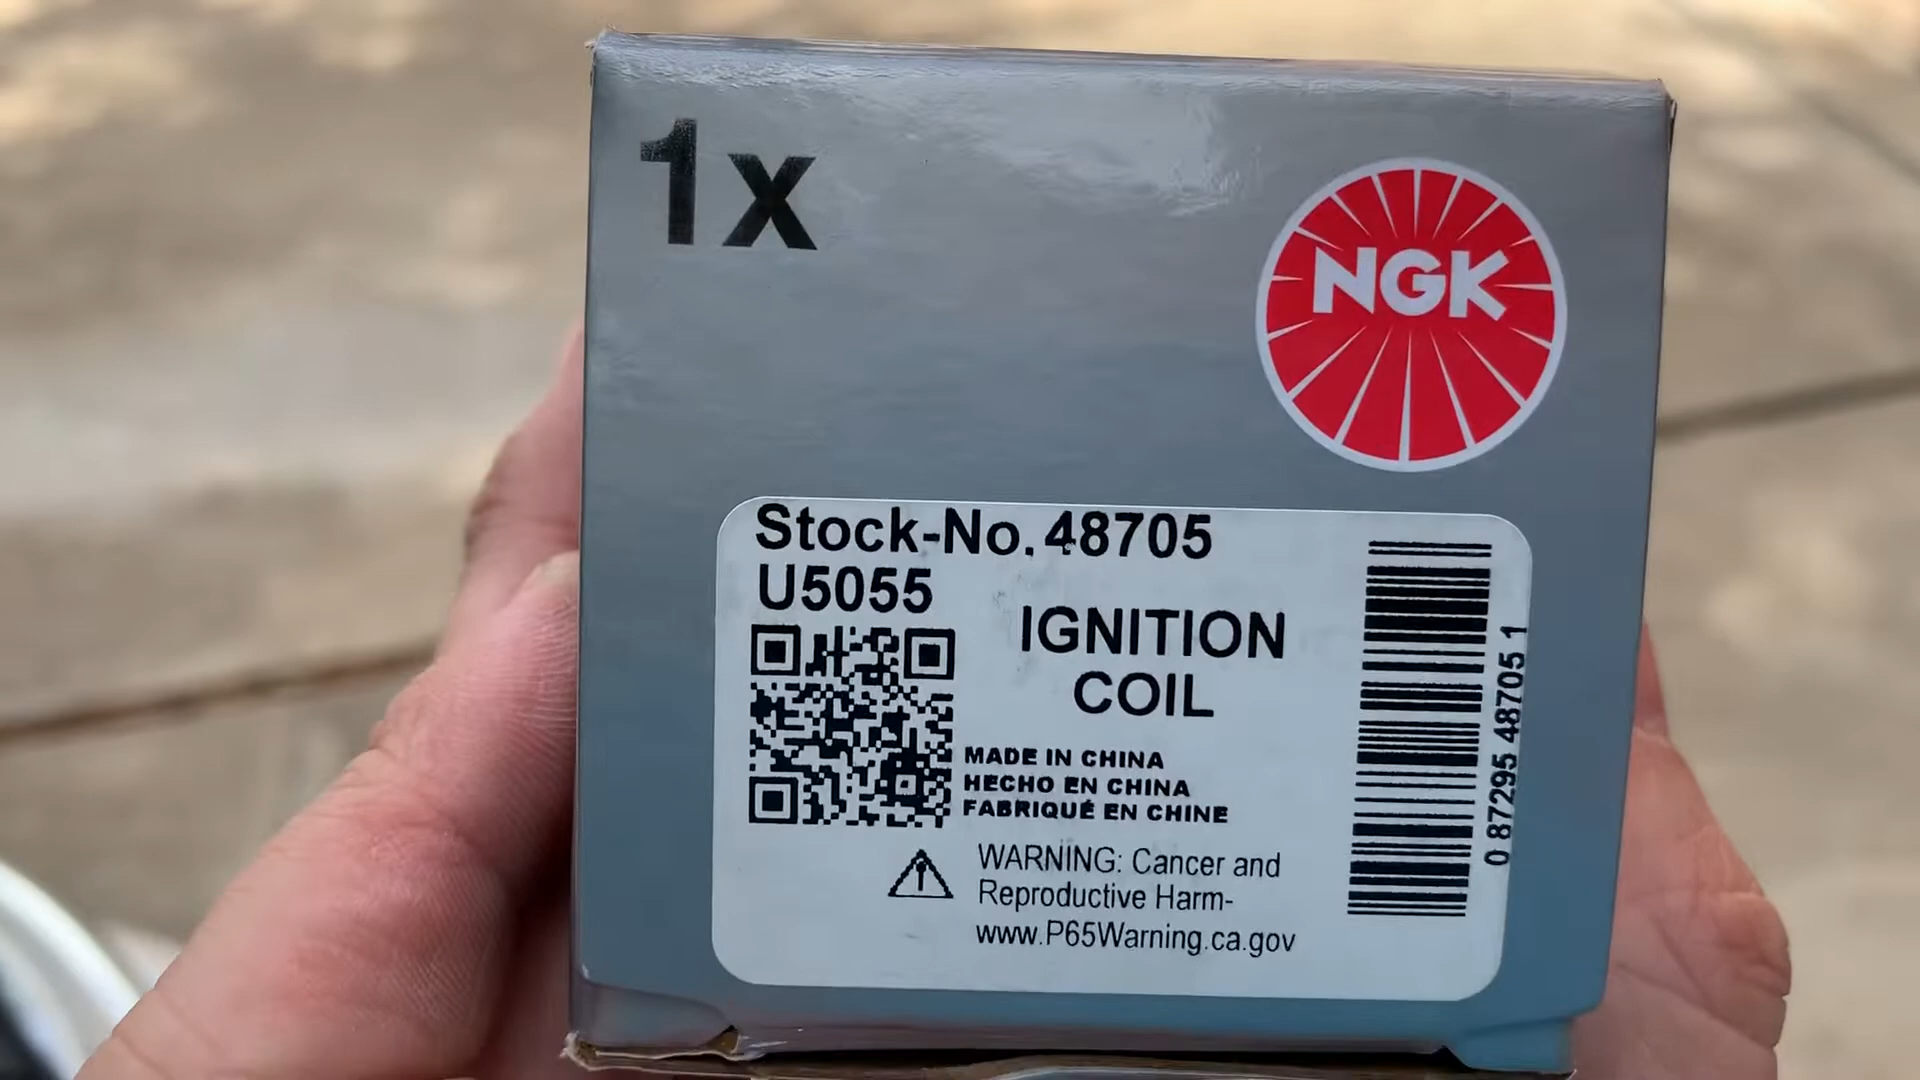 1x
NGK
Stock-No. 48705
U5055
IGNITION
COIL
MADE IN CHINA
HECHO EN CHINA
FABRIQUÉ EN CHINE
WARNING: Cancer and
Reproductive Harm-
www.P65Warning.ca.gov
0 872295 48705 1